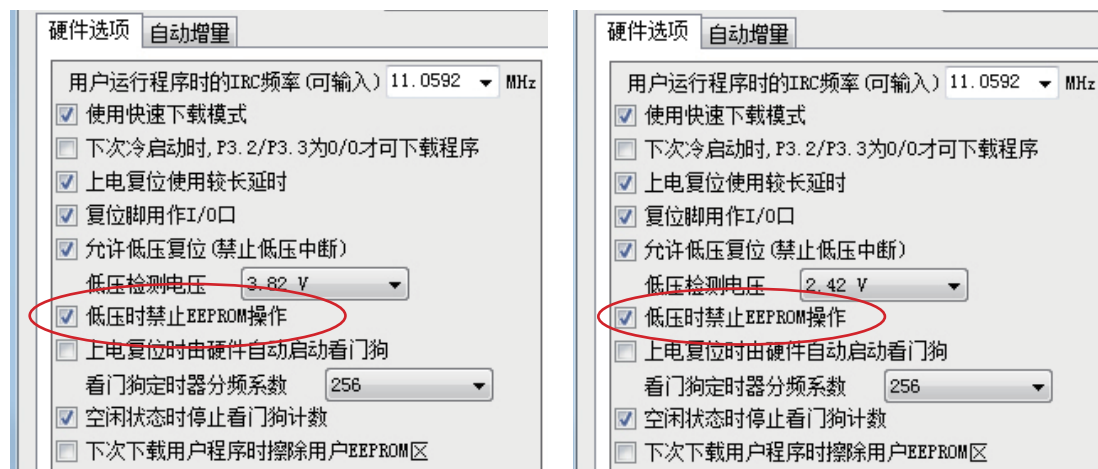 硬件选项 自动增量
用户运行程序时的IRC频率(可输入) 11.0592 MHz
使用快速下载模式
下次冷启动时,P3.2/P3.3为0/0才可下载程序
上电复位使用较长延时
复位脚用作I/O口
允许低压复位(禁止低压中断)
低压检测电压 3.82 V
低压时禁止EEPROM操作
上电复位时由硬件自动启动看门狗
看门狗定时器分频系数 256
空闲状态时停止看门狗计数
下次下载用户程序时擦除用户EEPROM区
硬件选项 自动增量
用户运行程序时的IRC频率(可输入) 11.0592 MHz
使用快速下载模式
下次冷启动时,P3.2/P3.3为0/0才可下载程序
上电复位使用较长延时
复位脚用作I/O口
允许低压复位(禁止低压中断)
低压检测电压 2.42 V
低压时禁止EEPROM操作
上电复位时由硬件自动启动看门狗
看门狗定时器分频系数 256
空闲状态时停止看门狗计数
下次下载用户程序时擦除用户EEPROM区